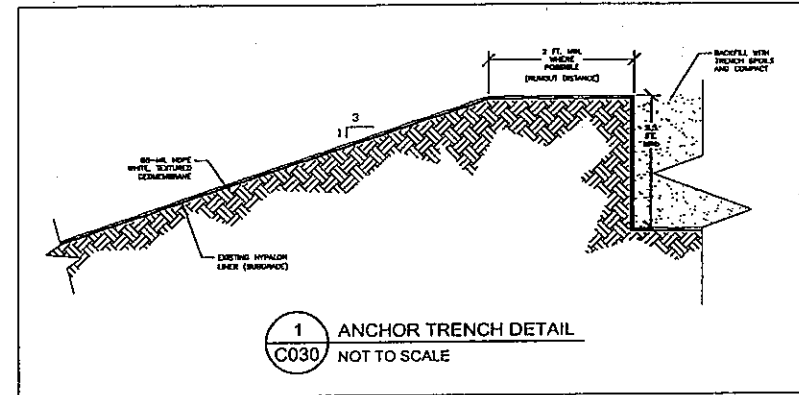 2 FT. MIN.
WHERE
POSSIBLE
(RUNOUT DISTANCE)
BACKFILL WITH
TRENCH SPOILS
AND COMPACT
3
1
FT.
60-MIL HDPE
WHITE, TEXTURED
GEOMEMBRANE
EXISTING HYPALON
LINER (SUBGRADE)
1
C030
ANCHOR TRENCH DETAIL
NOT TO SCALE